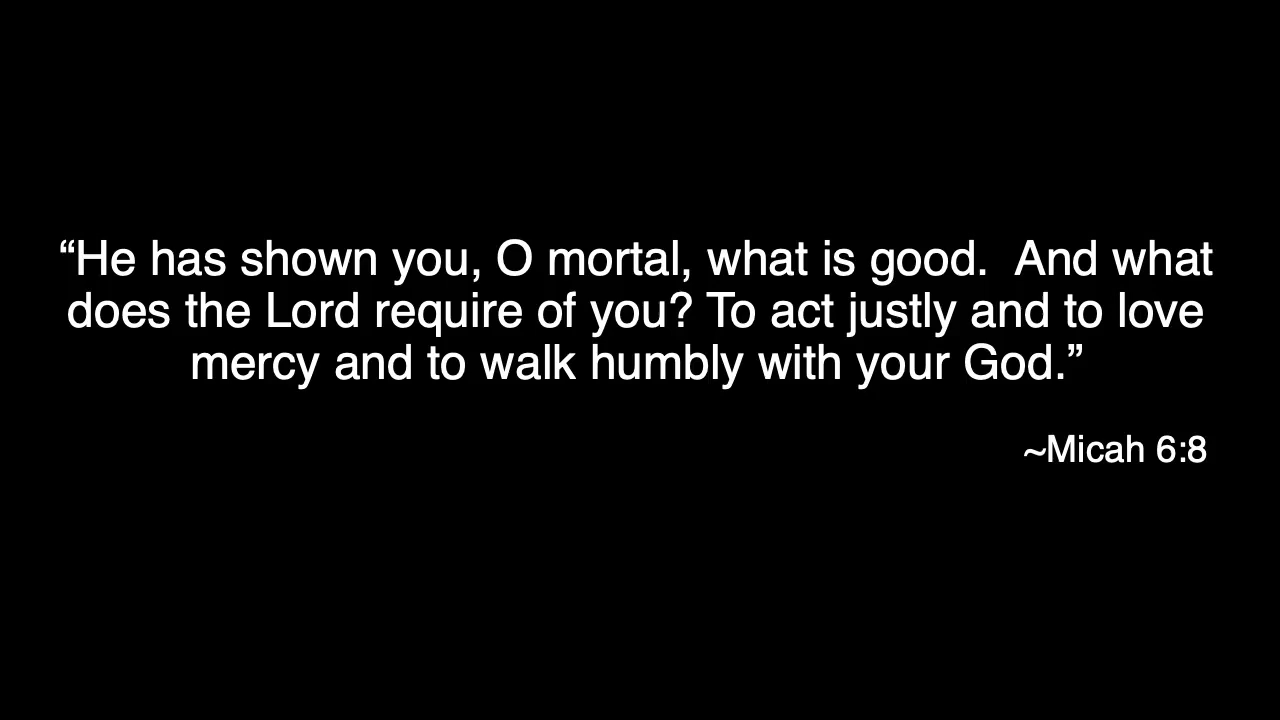 “He has shown you, O mortal, what is good.  And what
does the Lord require of you? To act justly and to love
mercy and to walk humbly with your God.”
~Micah 6:8